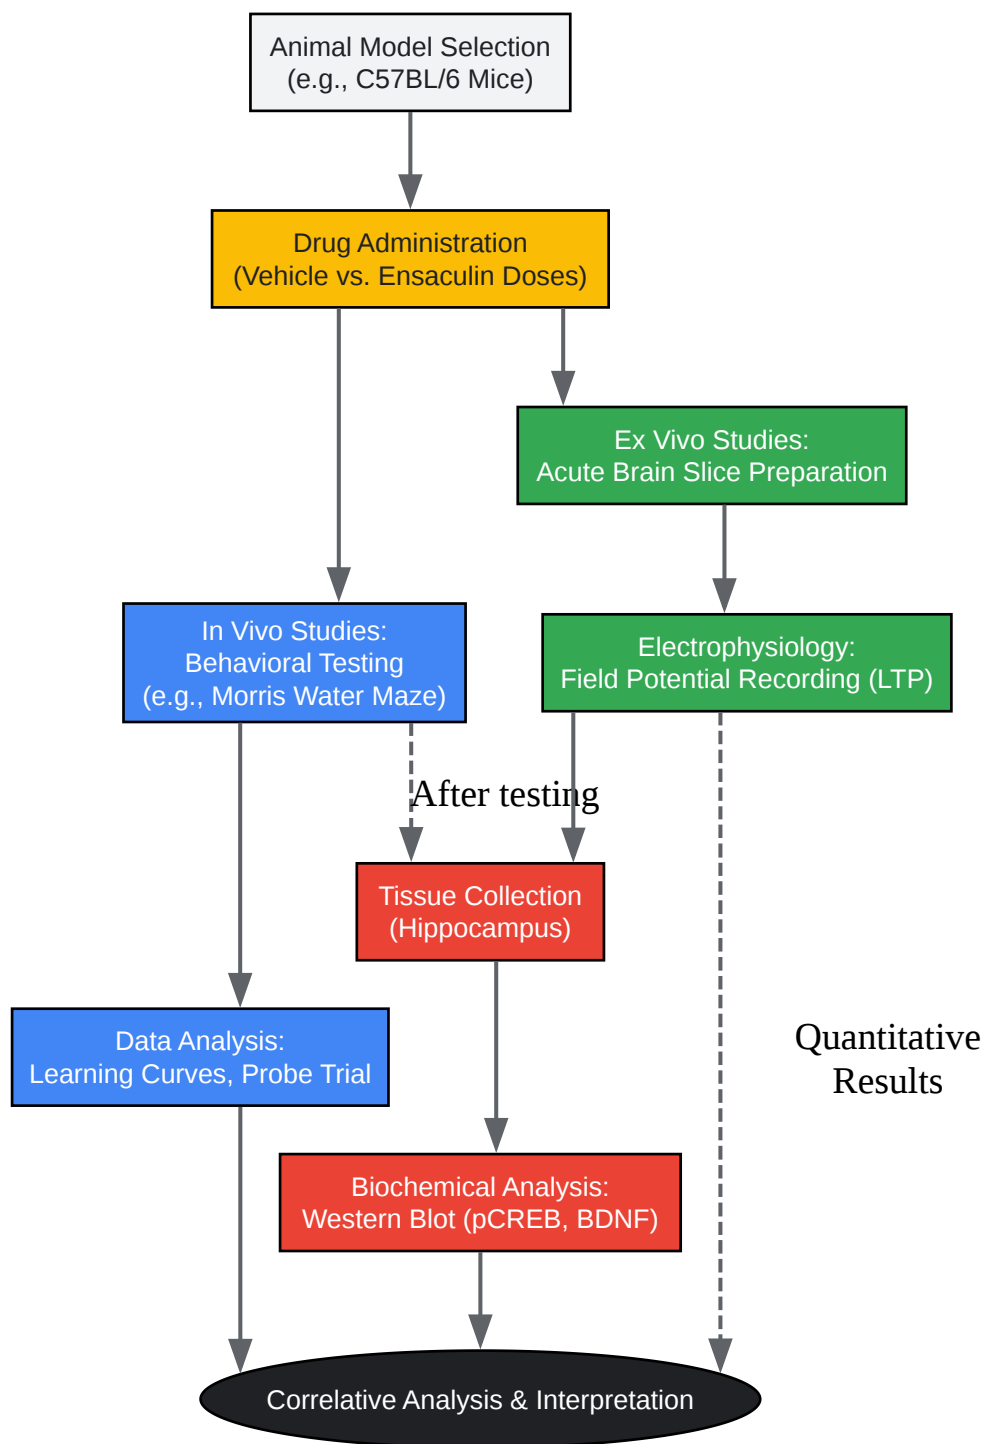 Animal Model Selection
(e.g., C57BL/6 Mice)
Drug Administration
(Vehicle vs. Ensaculin Doses)
Ex Vivo Studies:
Acute Brain Slice Preparation
In Vivo Studies:
Behavioral Testing
(e.g., Morris Water Maze)
Electrophysiology:
Field Potential Recording (LTP)
After testing
Tissue Collection
(Hippocampus)
Data Analysis:
Learning Curves, Probe Trial
Quantitative
Results
Biochemical Analysis:
Western Blot (pCREB, BDNF)
Correlative Analysis & Interpretation